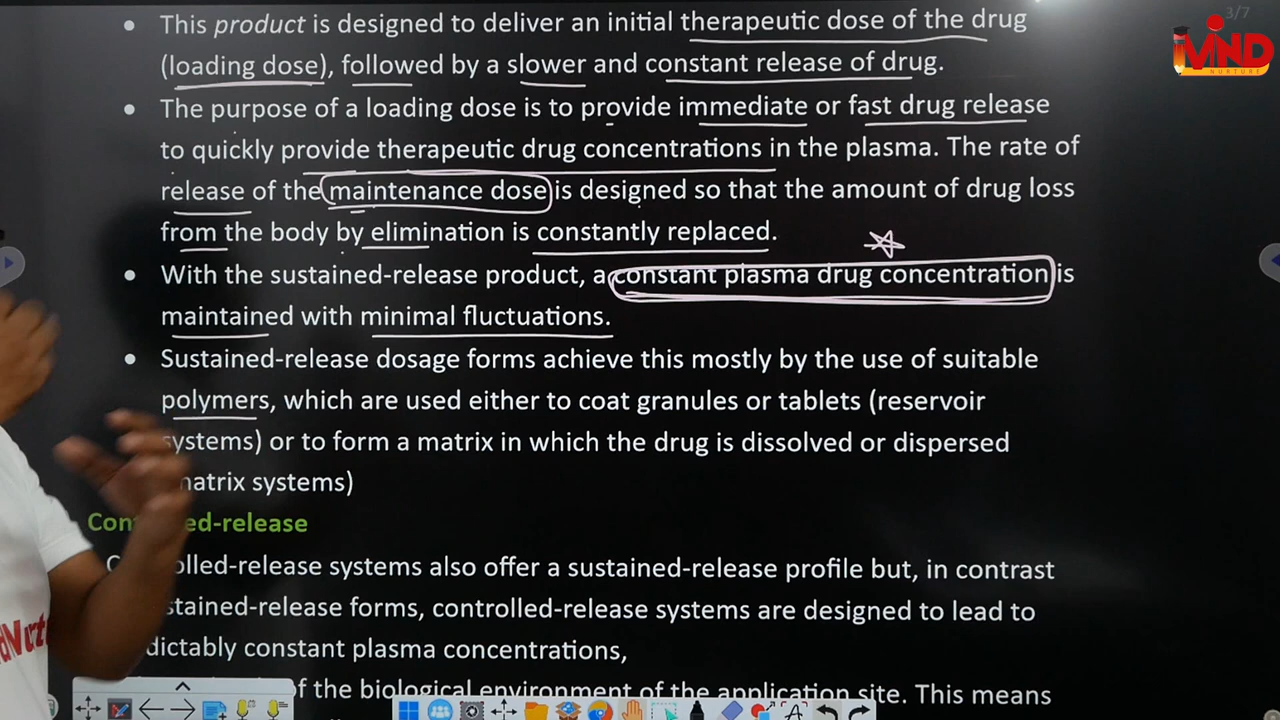 3/7
MIND
NURTURE
• This product is designed to deliver an initial therapeutic dose of the drug
(loading dose), followed by a slower and constant release of drug.
• The purpose of a loading dose is to provide immediate or fast drug release
to quickly provide therapeutic drug concentrations in the plasma. The rate of
release of the maintenance dose is designed so that the amount of drug loss
from the body by elimination is constantly replaced.
• With the sustained-release product, a constant plasma drug concentration is
maintained with minimal fluctuations.
• Sustained-release dosage forms achieve this mostly by the use of suitable
polymers, which are used either to coat granules or tablets (reservoir
systems) or to form a matrix in which the drug is dissolved or dispersed
matrix systems)
Con ed-release
C olled-release systems also offer a sustained-release profile but, in contrast
stained-release forms, controlled-release systems are designed to lead to
dictably constant plasma concentrations,
of the biological environment of the application site. This means